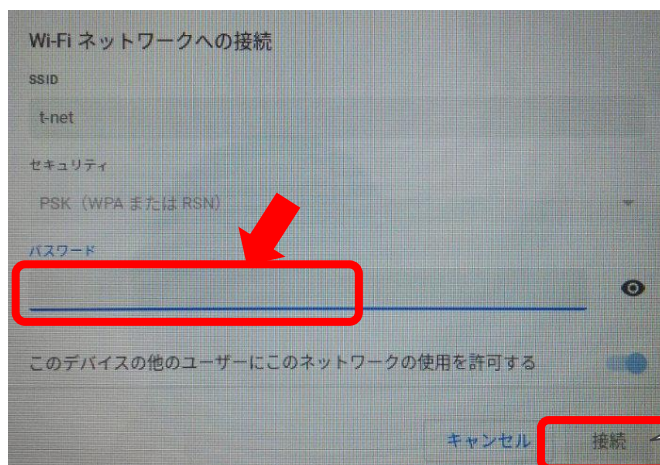 Wi-Fi ネットワークへの接続
SSID
t-net
セキュリティ
PSK（WPA または RSN）
パスワード
このデバイスの他のユーザーにこのネットワークの使用を許可する
キャンセル 接続